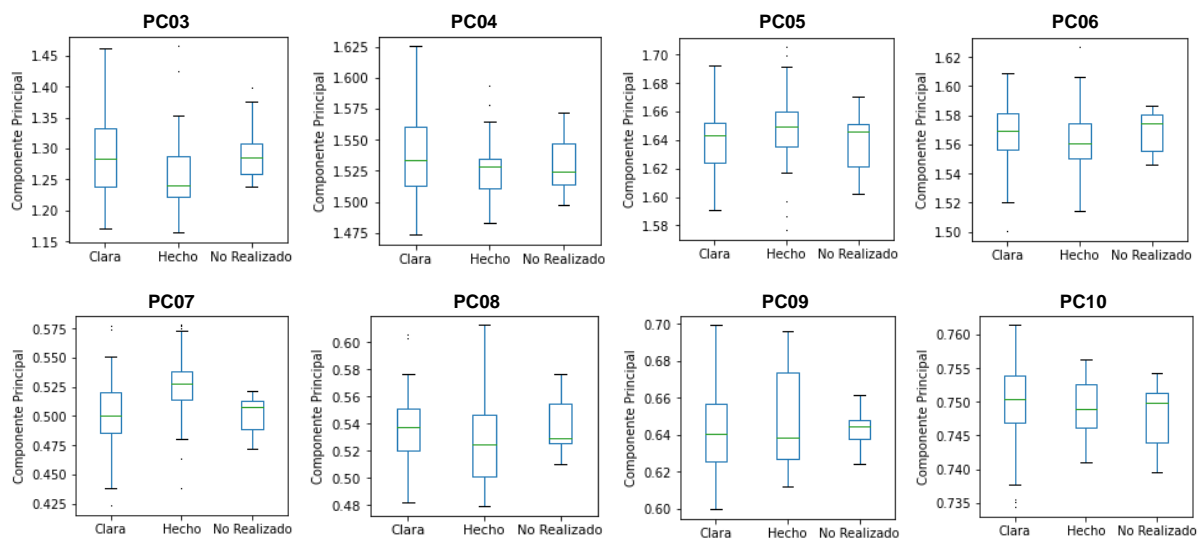 PC03
Componente Principal
1.45
1.40
1.35
1.30
1.25
1.20
1.15
Clara Hecho No Realizado
PC04
Componente Principal
1.625
1.600
1.575
1.550
1.525
1.500
1.475
Clara Hecho No Realizado
PC05
Componente Principal
1.70
1.68
1.66
1.64
1.62
1.60
1.58
Clara Hecho No Realizado
PC06
Componente Principal
1.62
1.60
1.58
1.56
1.54
1.52
1.50
Clara Hecho No Realizado
PC07
Componente Principal
0.575
0.550
0.525
0.500
0.475
0.450
0.425
Clara Hecho No Realizado
PC08
Componente Principal
0.60
0.58
0.56
0.54
0.52
0.50
0.48
Clara Hecho No Realizado
PC09
Componente Principal
0.70
0.68
0.66
0.64
0.62
0.60
Clara Hecho No Realizado
PC10
Componente Principal
0.760
0.755
0.750
0.745
0.740
0.735
Clara Hecho No Realizado